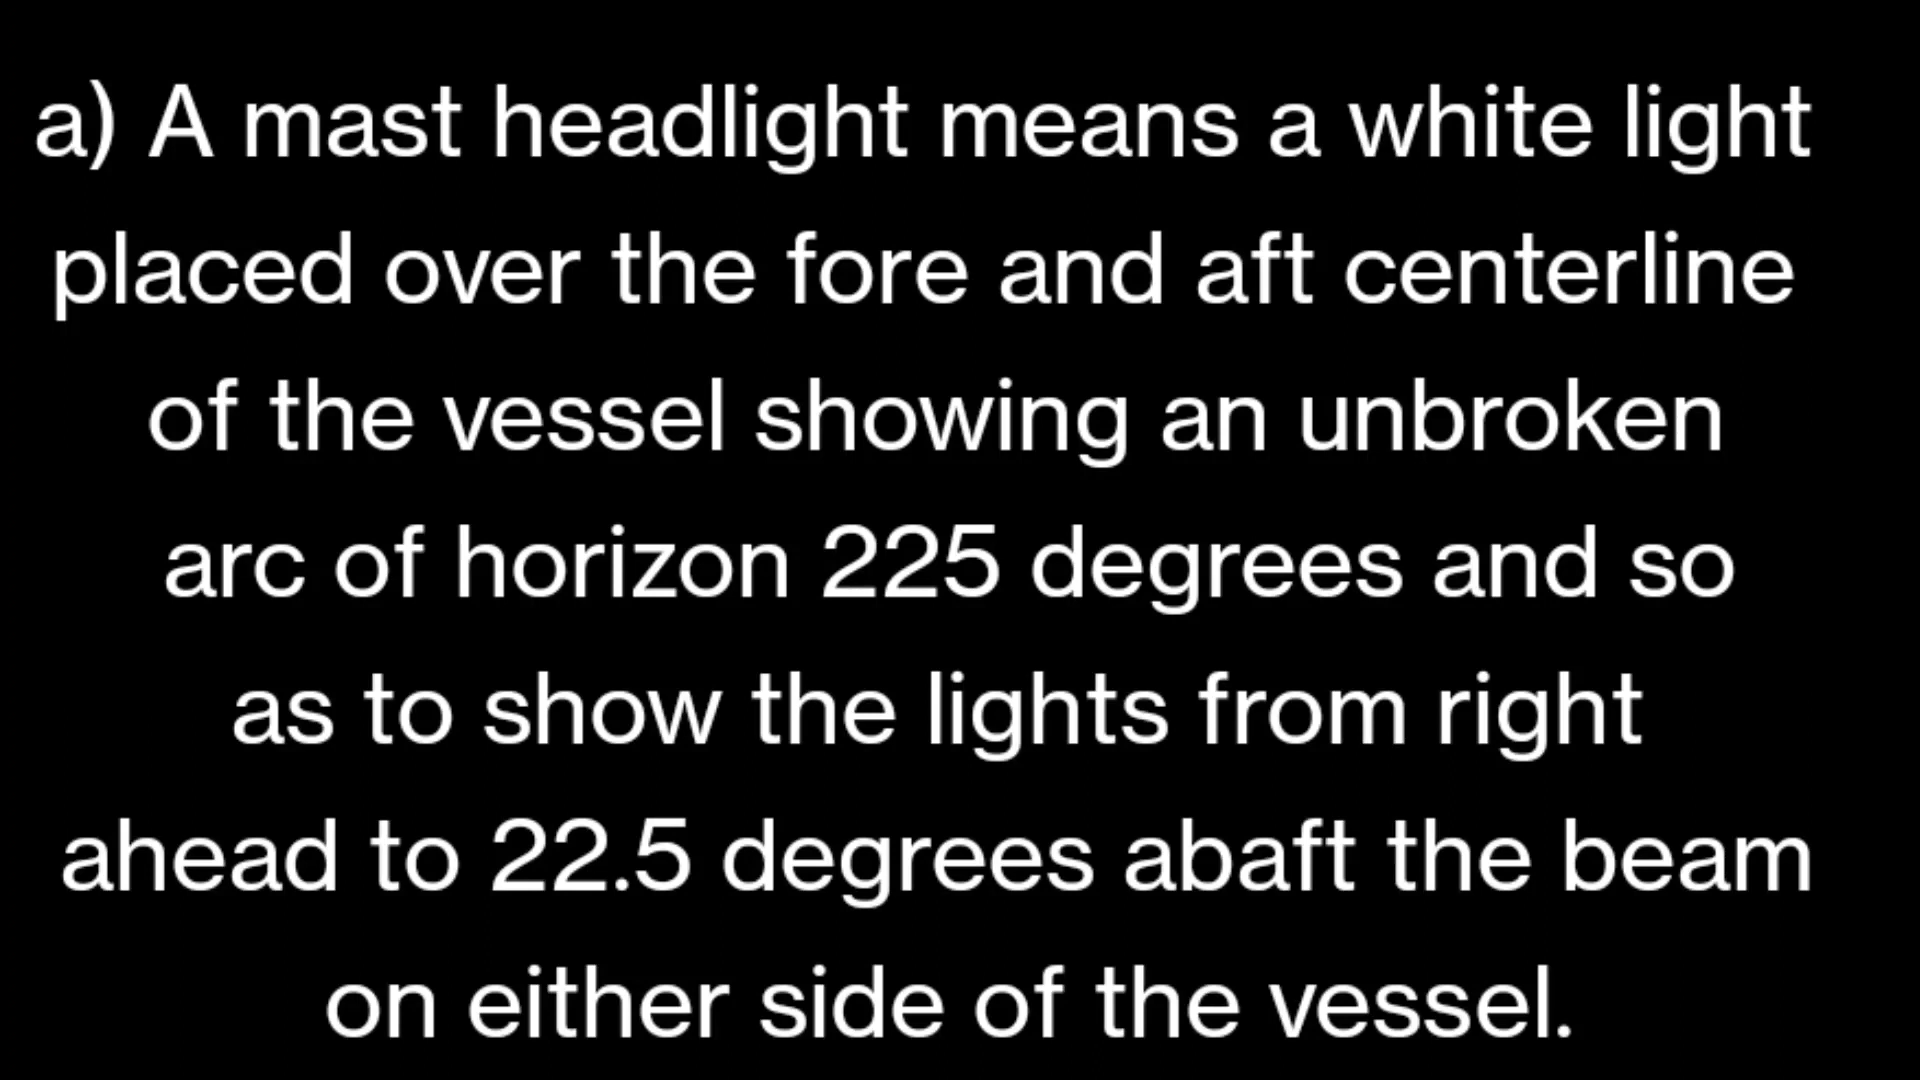 a) A mast headlight means a white light
placed over the fore and aft centerline
of the vessel showing an unbroken
arc of horizon 225 degrees and so
as to show the lights from right
ahead to 22.5 degrees abaft the beam
on either side of the vessel.